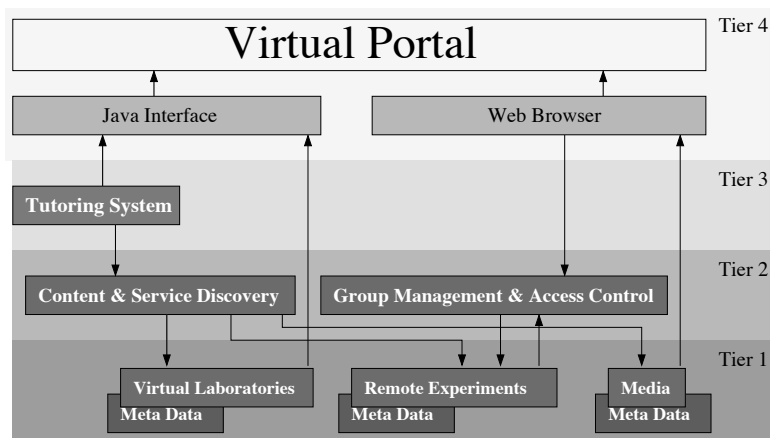 Tier 4
Virtual Portal
Java Interface
Web Browser
Tier 3
Tutoring System
Tier 2
Content & Service Discovery
Group Management & Access Control
Tier 1
Virtual Laboratories
Remote Experiments
Media
Meta Data
Meta Data
Meta Data